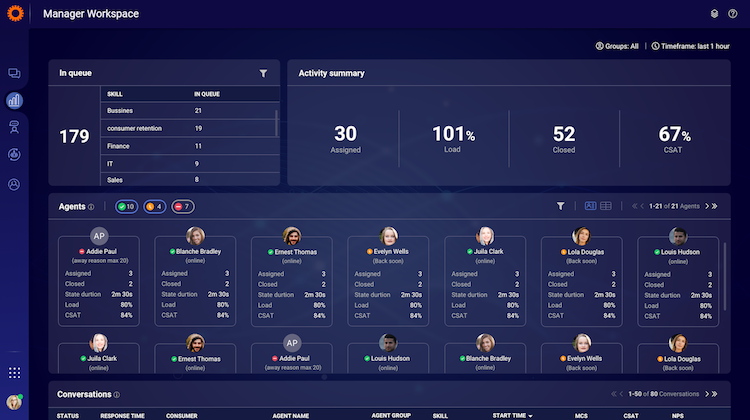 Manager Workspace
Groups: All | Timeframe: last 1 hour
In queue
179
SKILL IN QUEUE
Bussines 21
consumer retention 19
Finance 11
IT 9
Sales 8
Activity summary
30 101% 52 67%
Assigned Load Closed CSAT
Agents 10 4 7 1-21 of 21 Agents
AP
Addie Paul Blanche Bradley Ernest Thomas Evelyn Wells Juila Clark Lola Douglas Louis Hudson
(away reason max 20) (online) (online) (Back soon) (online) (Back soon) (online)
Assigned 3 Assigned 3 Assigned 3 Assigned 3 Assigned 3 Assigned 3 Assigned 3
Closed 2 Closed 2 Closed 2 Closed 2 Closed 2 Closed 2 Closed 2
State durtion 2m 30s State durtion 2m 30s State durtion 2m 30s State durtion 2m 30s State durtion 2m 30s State durtion 2m 30s State durtion 2m 30s
Load 80% Load 80% Load 80% Load 80% Load 80% Load 80% Load 80%
CSAT 84% CSAT 84% CSAT 84% CSAT 84% CSAT 84% CSAT 84% CSAT 84%
AP
Juila Clark Ernest Thomas Addie Paul Louis Hudson Blanche Bradley Evelyn Wells Lola Douglas
(online) (online) (away reason max 20) (online) (online) (Back soon) (Back soon)
Conversations 1-50 of 80 Conversations
STATUS RESPONSE TIME CONSUMER AGENT NAME AGENT GROUP SKILL START TIME MCS CSAT NPS